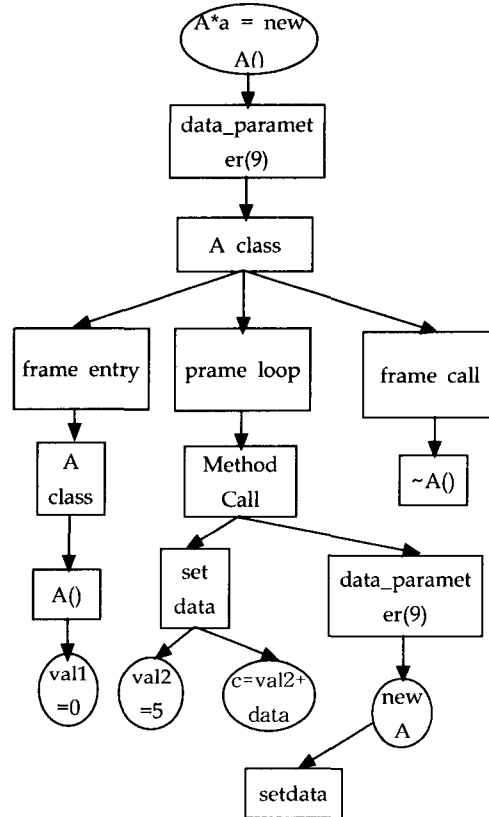 A*a = new
A()
data_paramet
er(9)
A class
frame entry
prame loop
frame call
A
class
Method
Call
~A()
A()
set
data
data_paramet
er(9)
val1
=0
val2
=5
c=val2+
data
new
A
setdata